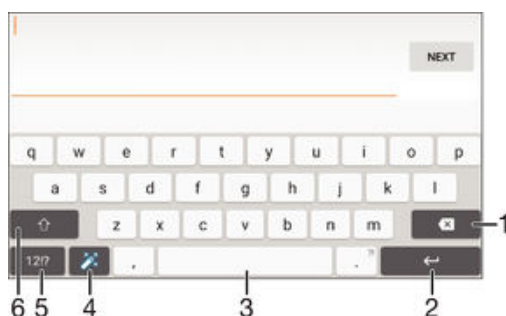 NEXT
q w e r t y u i o p
a s d f g h j k l
z x c v b n m
1
12!?
,
. ?!
6 5 4 3 2